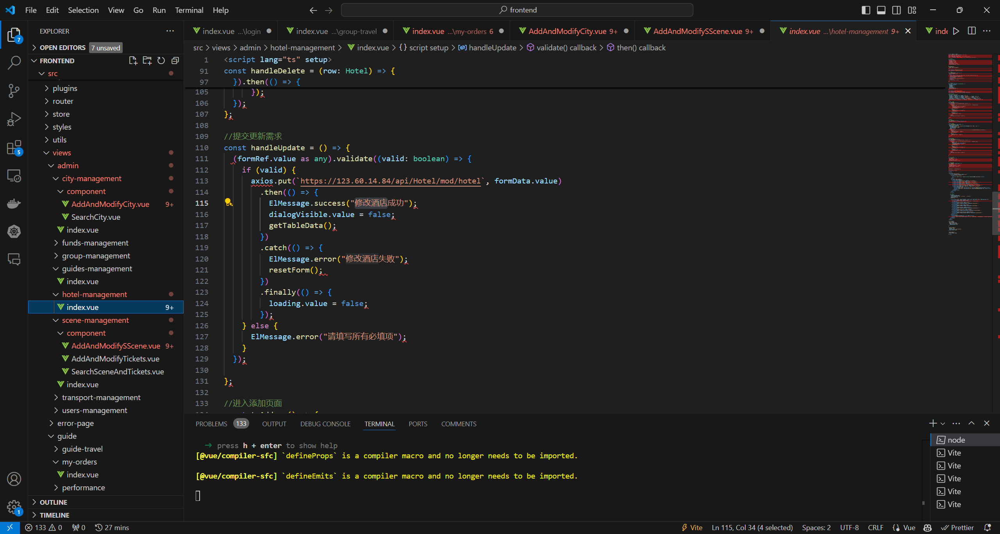 File Edit Selection View Go Run Terminal Help
frontend
EXPLORER
OPEN EDITORS 7 unsaved
FRONTEND
src
plugins
router
store
styles
utils
views
admin
city-management
component
AddAndModifyCity.vue 9+
SearchCity.vue
index.vue
funds-management
group-management
guides-management
index.vue
hotel-management
index.vue 9+
scene-management
component
AddAndModifySScene.vue 9+
AddAndModifyTickets.vue
SearchSceneAndTickets.vue
index.vue
transport-management
users-management
error-page
guide
guide-travel
my-orders
index.vue
performance
OUTLINE
TIMELINE
7
5
1
index.vue ...\login
index.vue ...\group-travel
index.vue ...\my-orders 6
AddAndModifyCity.vue 9+
AddAndModifySScene.vue 9+
index.vue ...\hotel-management 9+
src > views > admin > hotel-management > index.vue > {} script setup > handleUpdate > validate() callback > then() callback
1 <script lang="ts" setup>
91 const handleDelete = (row: Hotel) => {
97 }).then(() => {
105 });
106 });
107 };
108
109 //提交更新需求
110 const handleUpdate = () => {
111 (formRef.value as any).validate((valid: boolean) => {
112 if (valid) {
113 axios.put(`https://123.60.14.84/api/Hotel/mod/hotel`, formData.value)
114 .then(() => {
115 ElMessage.success("修改酒店成功");
116 dialogVisible.value = false;
117 getTableData();
118 })
119 .catch(() => {
120 ElMessage.error("修改酒店失败");
121 resetForm();
122 })
123 .finally(() => {
124 loading.value = false;
125 });
126 } else {
127 ElMessage.error("请填写所有必填项");
128 }
129 });
130
131 };
132
133 //进入添加页面
PROBLEMS 133 OUTPUT DEBUG CONSOLE TERMINAL PORTS COMMENTS
➜ press h + enter to show help
[@vue/compiler-sfc] `defineProps` is a compiler macro and no longer needs to be imported.
[@vue/compiler-sfc] `defineEmits` is a compiler macro and no longer needs to be imported.
node
Vite
Vite
Vite
Vite
Vite
133 0 0 27 mins
Vite Ln 115, Col 34 (4 selected) Spaces: 2 UTF-8 CRLF {} Vue Prettier